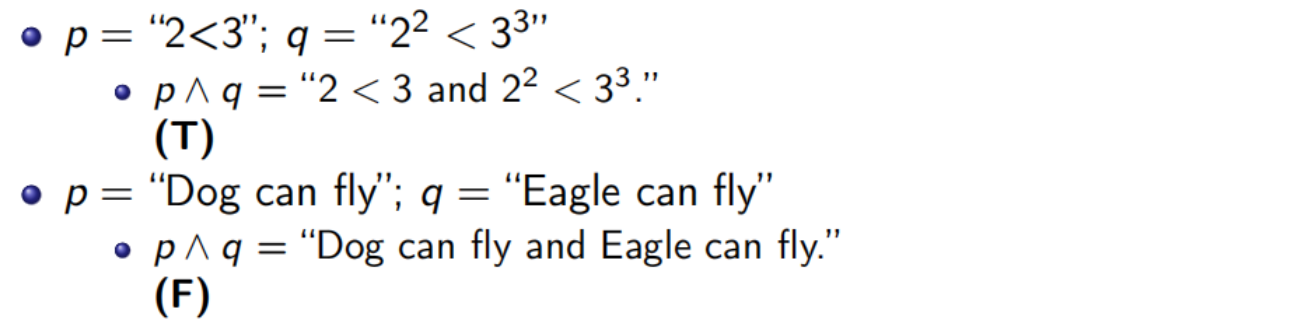 • p = “2<3”; q = “2² < 3³”
• p ∧ q = “2 < 3 and 2² < 3³.”
(T)
• p = “Dog can fly”; q = “Eagle can fly”
• p ∧ q = “Dog can fly and Eagle can fly.”
(F)